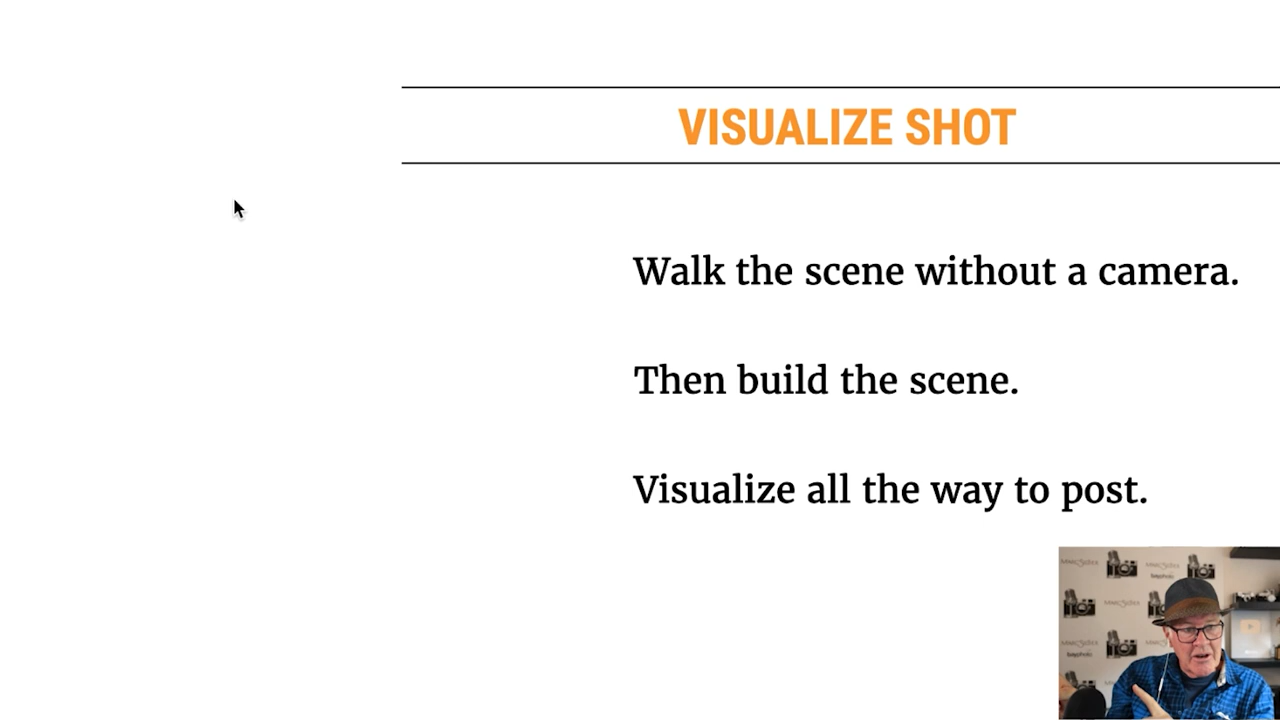 VISUALIZE SHOT
Walk the scene without a camera.
Then build the scene.
Visualize all the way to post.